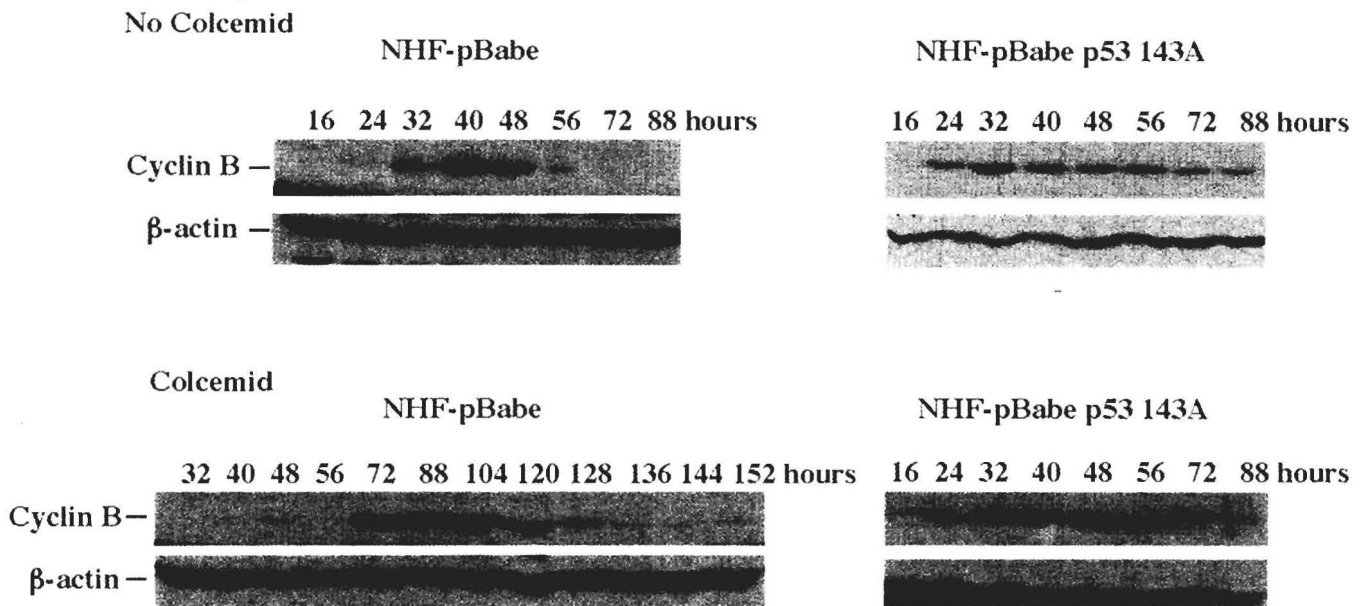 No Colcemid
NHF-pBabe
NHF-pBabe p53 143A
16 24 32 40 48 56 72 88 hours
16 24 32 40 48 56 72 88 hours
Cyclin B –
β-actin –
Colcemid
NHF-pBabe
NHF-pBabe p53 143A
32 40 48 56 72 88 104 120 128 136 144 152 hours
16 24 32 40 48 56 72 88 hours
Cyclin B –
β-actin –